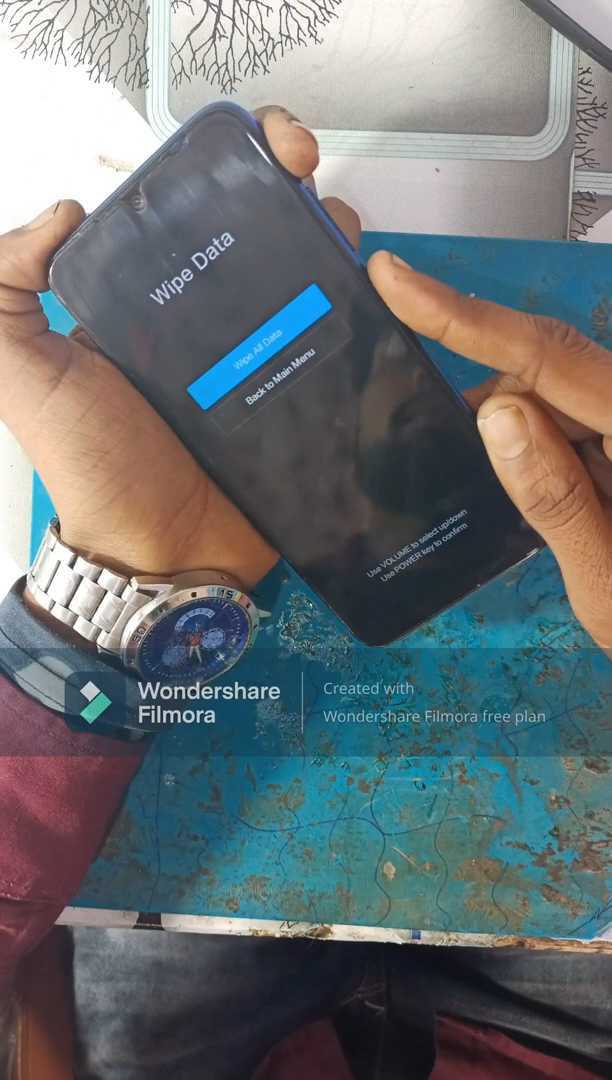 Wipe Data
Wipe All Data
Back to Main Menu
Use VOLUME to select up/down
Use POWER key to confirm
Wondershare
Filmora
Created with
Wondershare Filmora free plan